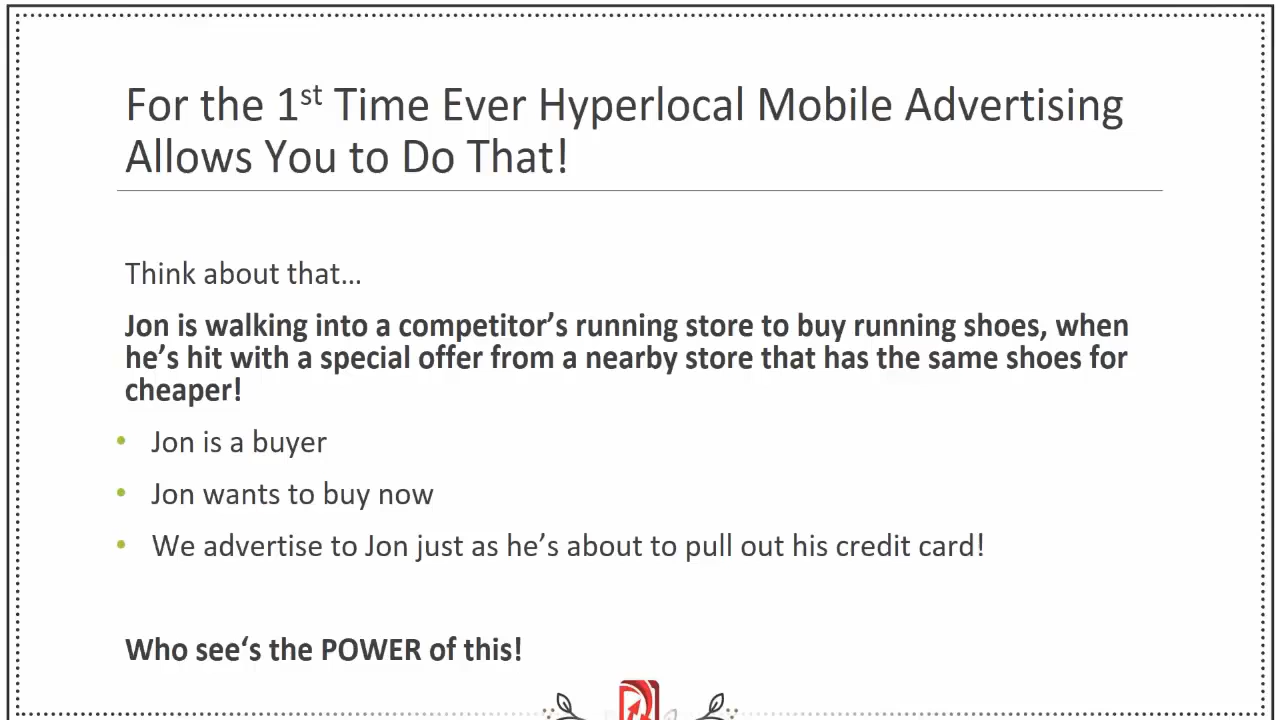 For the 1st Time Ever Hyperlocal Mobile Advertising
Allows You to Do That!
Think about that…
Jon is walking into a competitor’s running store to buy running shoes, when
he’s hit with a special offer from a nearby store that has the same shoes for
cheaper!
• Jon is a buyer
• Jon wants to buy now
• We advertise to Jon just as he’s about to pull out his credit card!
Who see‘s the POWER of this!